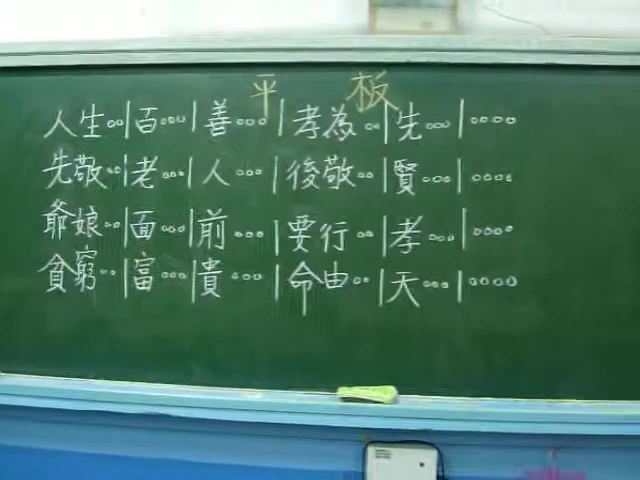 平 板
人生..|百...|善...|孝為..|先...|....
先敬..|老...|人...|後敬..|賢...|....
爺娘..|面...|前...|要行..|孝...|....
貧窮..|富...|貴...|命由..|天...|....